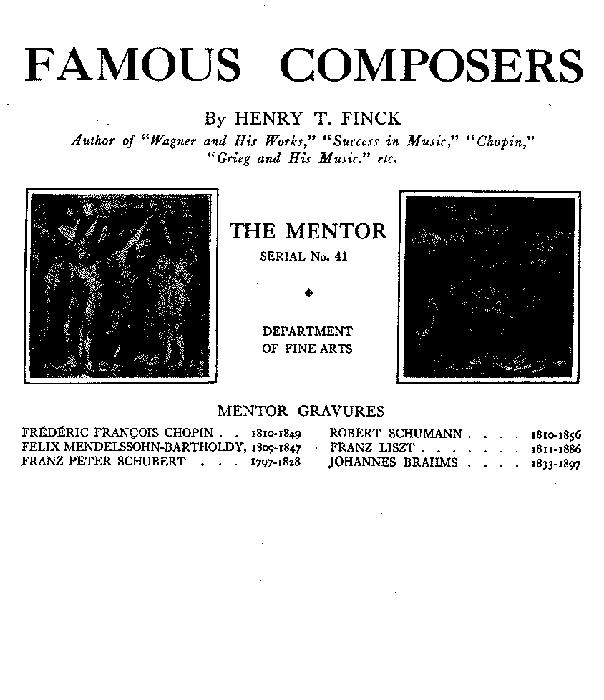 FAMOUS COMPOSERS
By HENRY T. FINCK
Author of "Wagner and His Works," "Success in Music," "Chopin,"
"Grieg and His Music." etc.
THE MENTOR
SERIAL No. 41
DEPARTMENT
OF FINE ARTS
MENTOR GRAVURES
FRÉDÉRIC FRANÇOIS CHOPIN . . 1810-1849
FELIX MENDELSSOHN-BARTHOLDY, 1809-1847
FRANZ PETER SCHUBERT . . . 1797-1828
ROBERT SCHUMANN . . . . 1810-1856
FRANZ LISZT . . . . . . . 1811-1886
JOHANNES BRAHMS . . . . 1833-1897